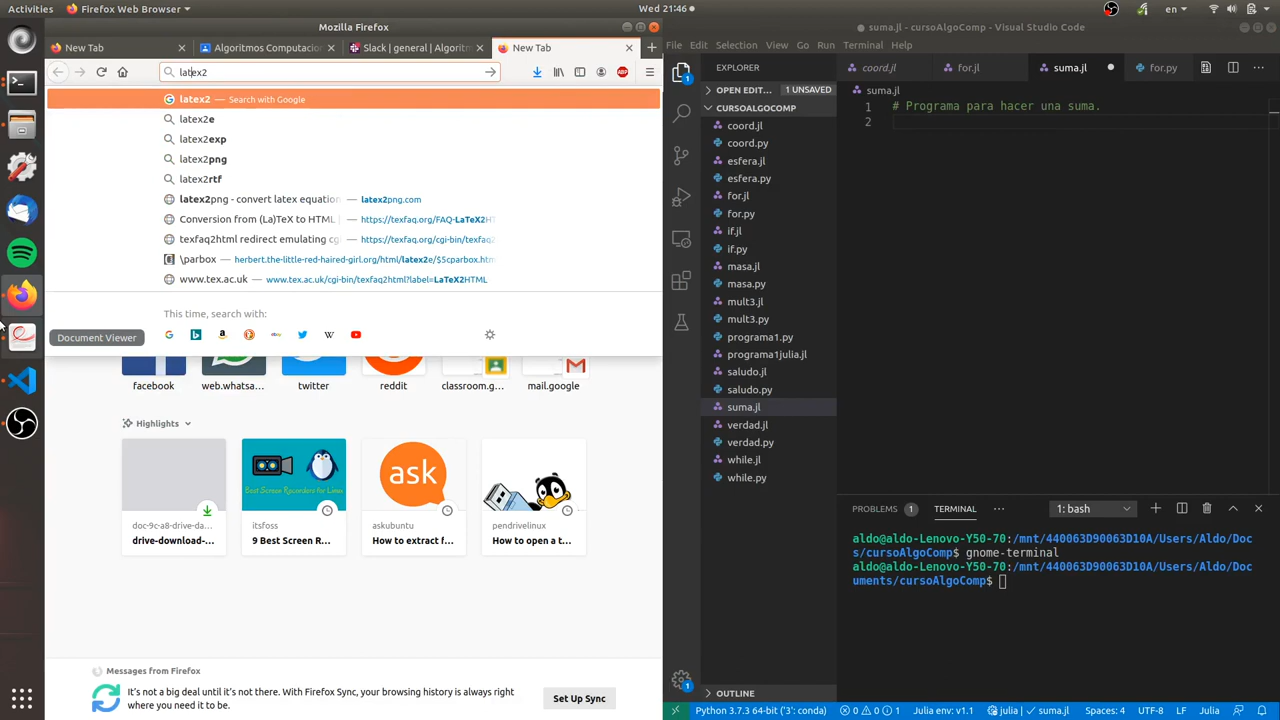 Activities
Firefox Web Browser
21:46
en
Mozilla Firefox
suma.jl - cursoAlgoComp - Visual Studio Code
New Tab
Algoritmos Computacion
Slack | general | Algoritm
New Tab
File Edit Selection View Go Run Terminal Help
latex2
ABP
latex2 — Search with Google
latex2e
latex2exp
latex2png
latex2rtf
latex2png - convert latex equation — latex2png.com
Conversion from (La)TeX to HTML | — https://texfaq.org/FAQ-LaTeX2HT
texfaq2html redirect emulating cg — https://texfaq.org/cgi-bin/texfaq2
\parbox — herbert.the-little-red-haired-girl.org/html/latex2e/$5cparbox.htm
www.tex.ac.uk — www.tex.ac.uk/cgi-bin/texfaq2html?label=LaTeX2HTML
This time, search with:
Document Viewer
facebook
web.whatsa...
twitter
reddit
classroom.g...
mail.google
Highlights
ask
Best Screen Recorders for Linux
doc-9c-a8-drive-da...
drive-download-...
itsfoss
9 Best Screen R...
askubuntu
How to extract f...
pendrivelinux
How to open a t...
Messages from Firefox
It's not a big deal until it's not there. With Firefox Sync, your browsing history is always right
where you need it to be.
Set Up Sync
EXPLORER
OPEN EDIT...
1 UNSAVED
CURSOALGOCOMP
coord.jl
coord.py
esfera.jl
esfera.py
for.jl
for.py
if.jl
if.py
masa.jl
masa.py
mult3.jl
mult3.py
programa1.py
programa1julia.jl
saludo.jl
saludo.py
suma.jl
verdad.jl
verdad.py
while.jl
while.py
OUTLINE
coord.jl
for.jl
suma.jl
for.py
suma.jl
1 # Programa para hacer una suma.
2
PROBLEMS 1
TERMINAL
1: bash
aldo@aldo-Lenovo-Y50-70:/mnt/440063D90063D10A/Users/Aldo/Doc
s/cursoAlgoComp$ gnome-terminal
aldo@aldo-Lenovo-Y50-70:/mnt/440063D90063D10A/Users/Aldo/Doc
uments/cursoAlgoComp$
Python 3.7.3 64-bit ('3': conda)
0 0 1
julia | ✓ suma.jl
Julia env: v1.1
Spaces: 4
UTF-8
LF
Julia